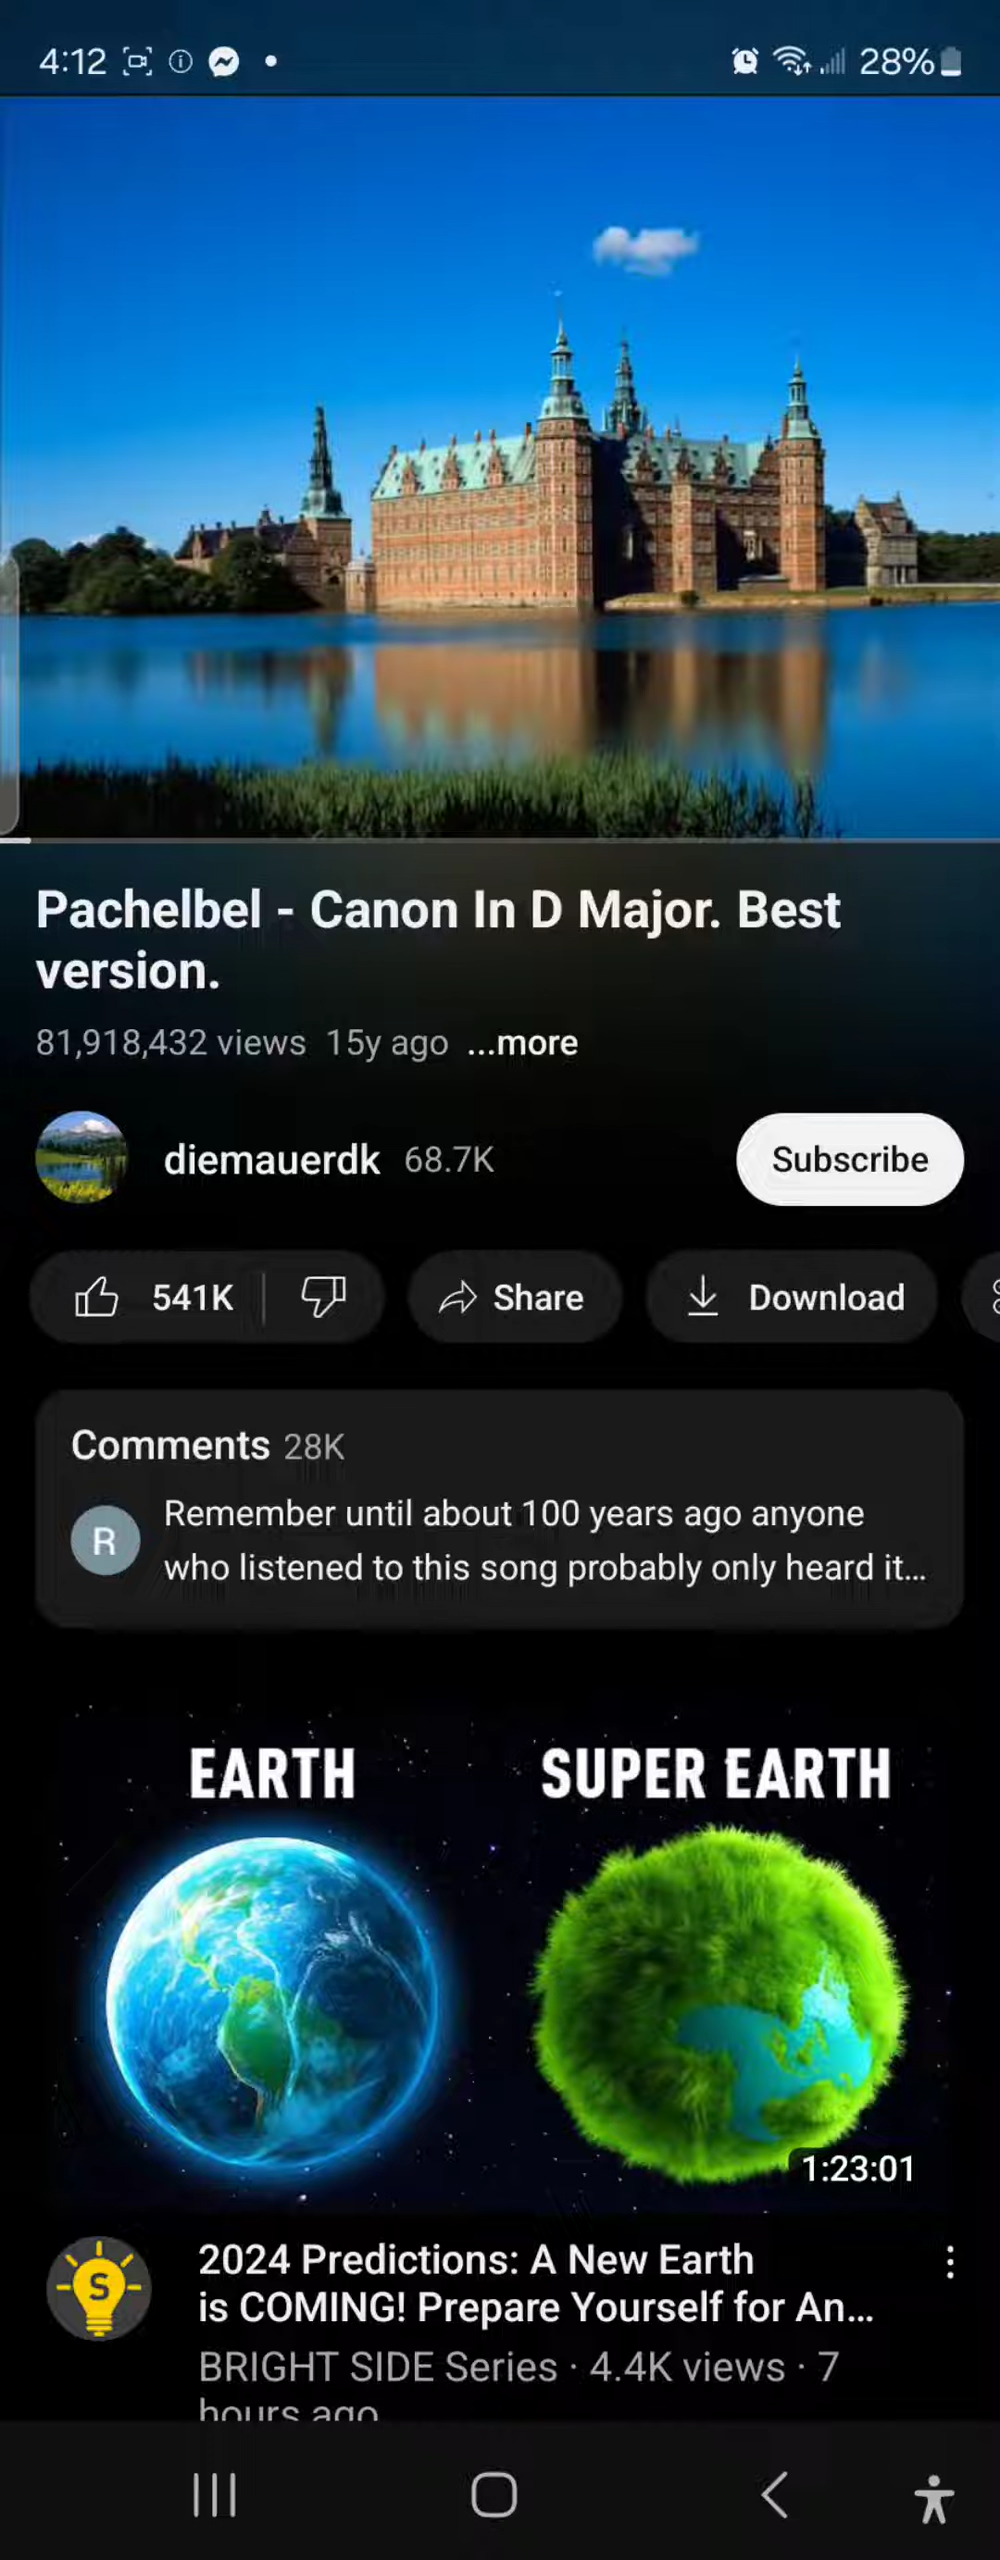 4:12
28%
Pachelbel - Canon In D Major. Best
version.
81,918,432 views 15y ago ...more
diemauerdk 68.7K
Subscribe
541K
Share
Download
Comments 28K
R
Remember until about 100 years ago anyone
who listened to this song probably only heard it...
EARTH
SUPER EARTH
1:23:01
S
2024 Predictions: A New Earth
is COMING! Prepare Yourself for An...
BRIGHT SIDE Series · 4.4K views · 7
hours ago